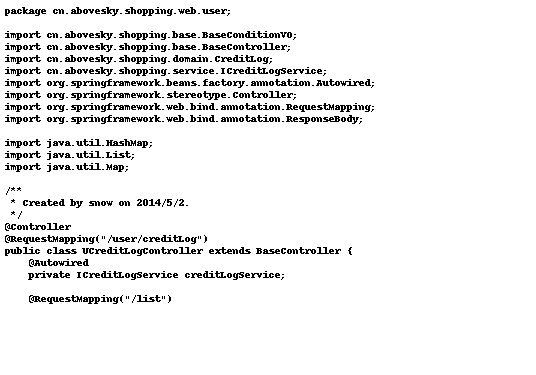 package cn.abovesky.shopping.web.user;

import cn.abovesky.shopping.base.BaseConditionVO;
import cn.abovesky.shopping.base.BaseController;
import cn.abovesky.shopping.domain.CreditLog;
import cn.abovesky.shopping.service.ICreditLogService;
import org.springframework.beans.factory.annotation.Autowired;
import org.springframework.stereotype.Controller;
import org.springframework.web.bind.annotation.RequestMapping;
import org.springframework.web.bind.annotation.ResponseBody;

import java.util.HashMap;
import java.util.List;
import java.util.Map;

/**
 * Created by snow on 2014/5/2.
 */
@Controller
@RequestMapping("/user/creditLog")
public class UCreditLogController extends BaseController {
    @Autowired
    private ICreditLogService creditLogService;

    @RequestMapping("/list")